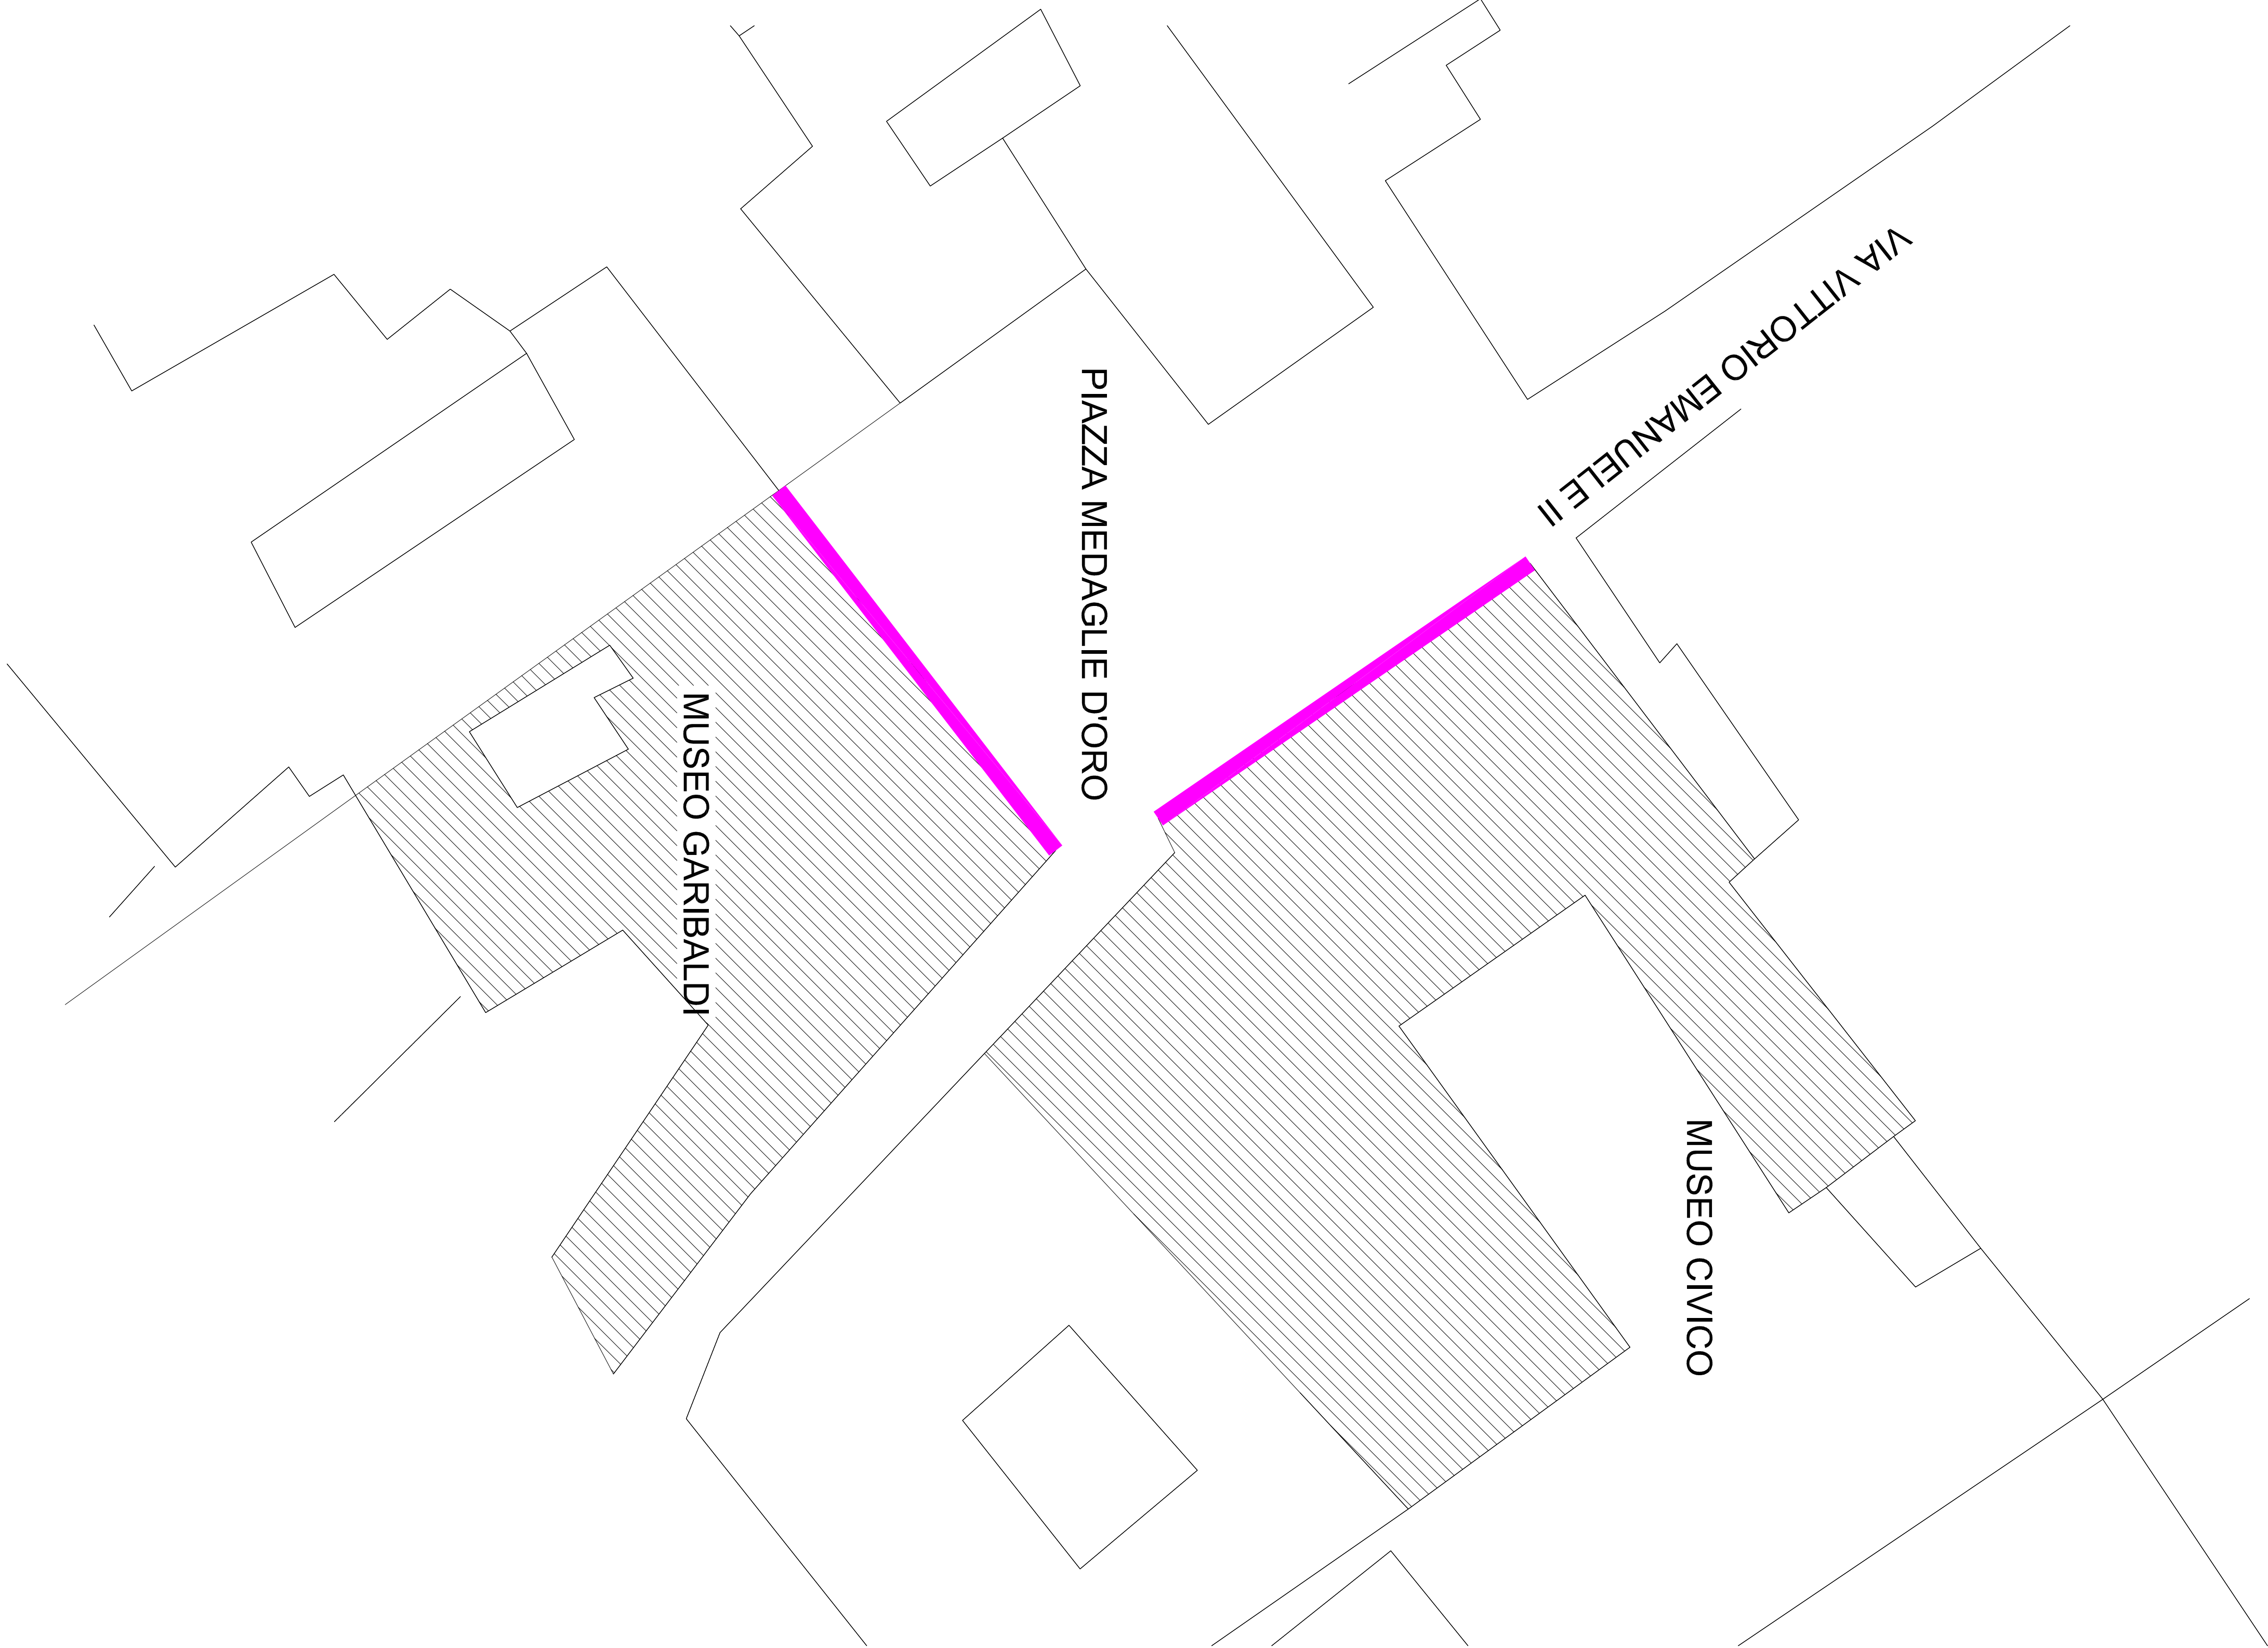 VIA VITTORIO EMANUELE II
PIAZZA MEDAGLIE D'ORO
MUSEO GARIBALDI
MUSEO CIVICO